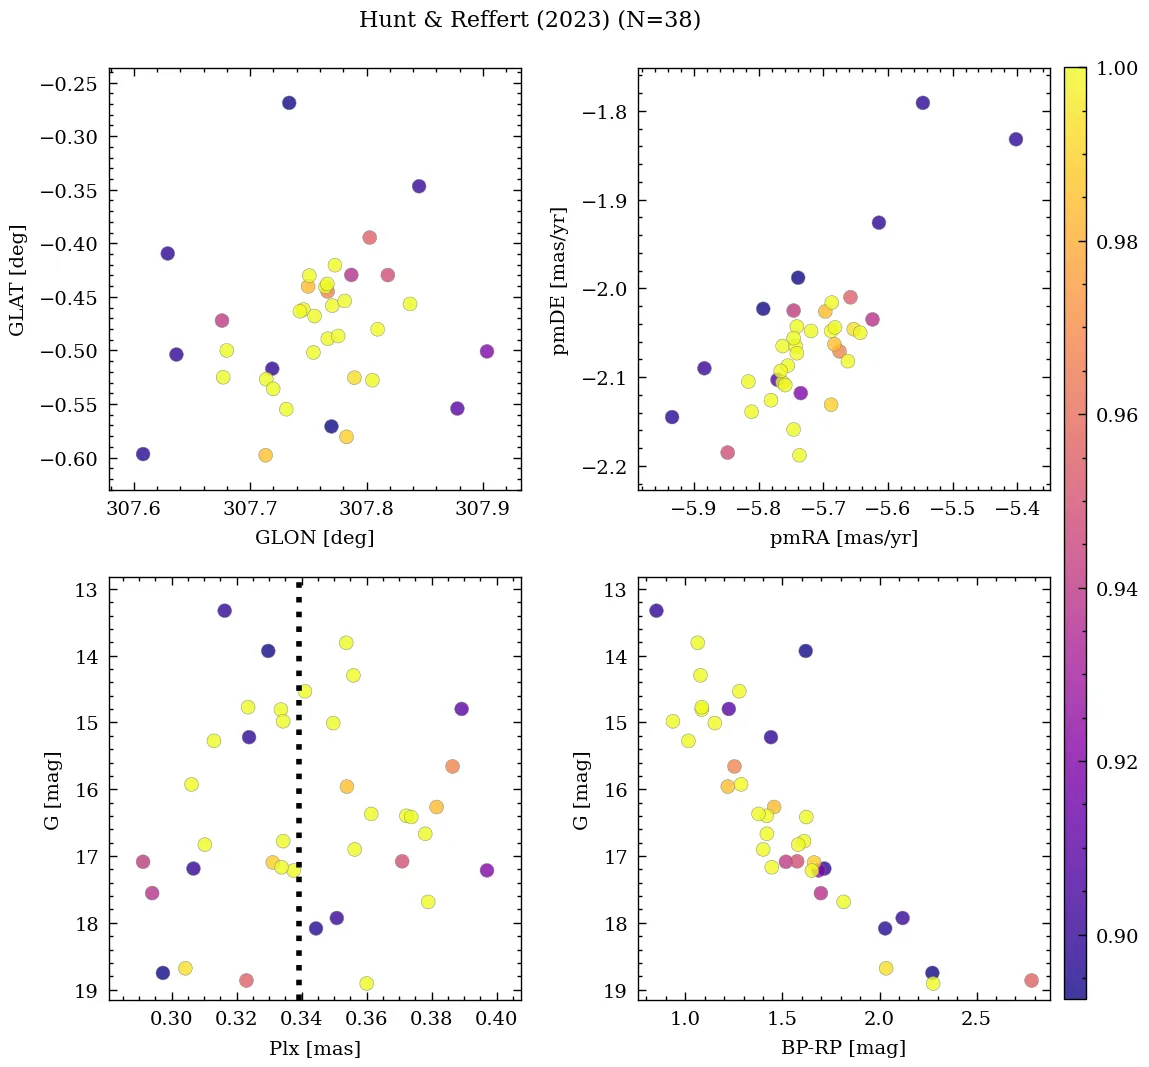 Hunt & Reffert (2023) (N=38)
−0.25
−0.30
−0.35
−0.40
−0.45
−0.50
−0.55
−0.60
GLAT [deg]
307.6 307.7 307.8 307.9
GLON [deg]
−1.8
−1.9
−2.0
−2.1
−2.2
pmDE [mas/yr]
−5.9 −5.8 −5.7 −5.6 −5.5 −5.4
pmRA [mas/yr]
13
14
15
16
17
18
19
G [mag]
0.30 0.32 0.34 0.36 0.38 0.40
Plx [mas]
13
14
15
16
17
18
19
G [mag]
1.0 1.5 2.0 2.5
BP-RP [mag]
1.00
0.98
0.96
0.94
0.92
0.90